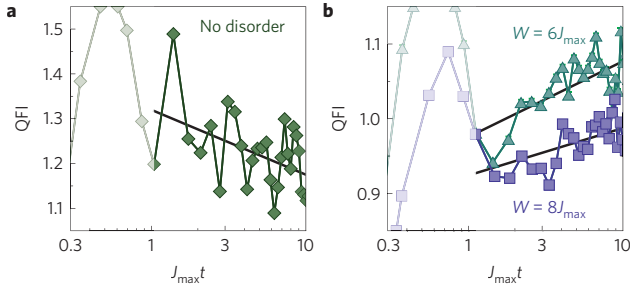 a
No disorder
QFI
1.5
1.4
1.3
1.2
1.1
0.3
1
3
10
J_max t
b
W = 6J_max
QFI
1.1
1.0
0.9
W = 8J_max
0.3
1
3
10
J_max t